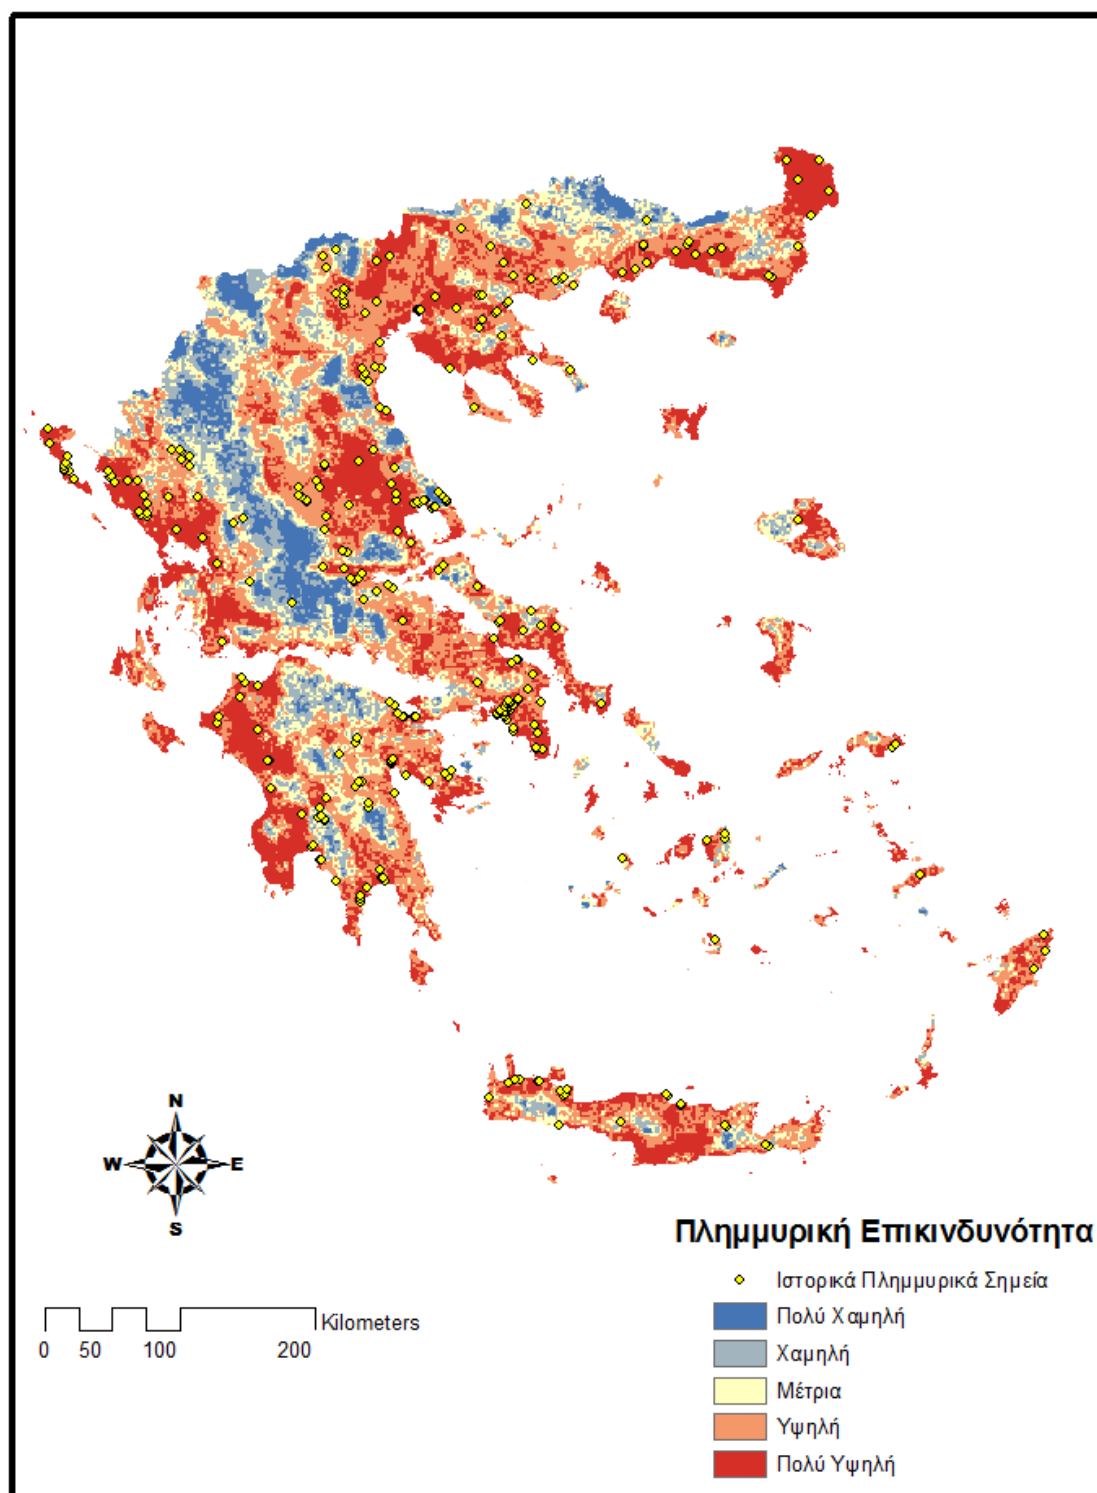 N
W E
S
Kilometers
0 50 100 200
Πλημμυρική Επικινδυνότητα
Ιστορικά Πλημμυρικά Σημεία
Πολύ Χαμηλή
Χαμηλή
Μέτρια
Υψηλή
Πολύ Υψηλή